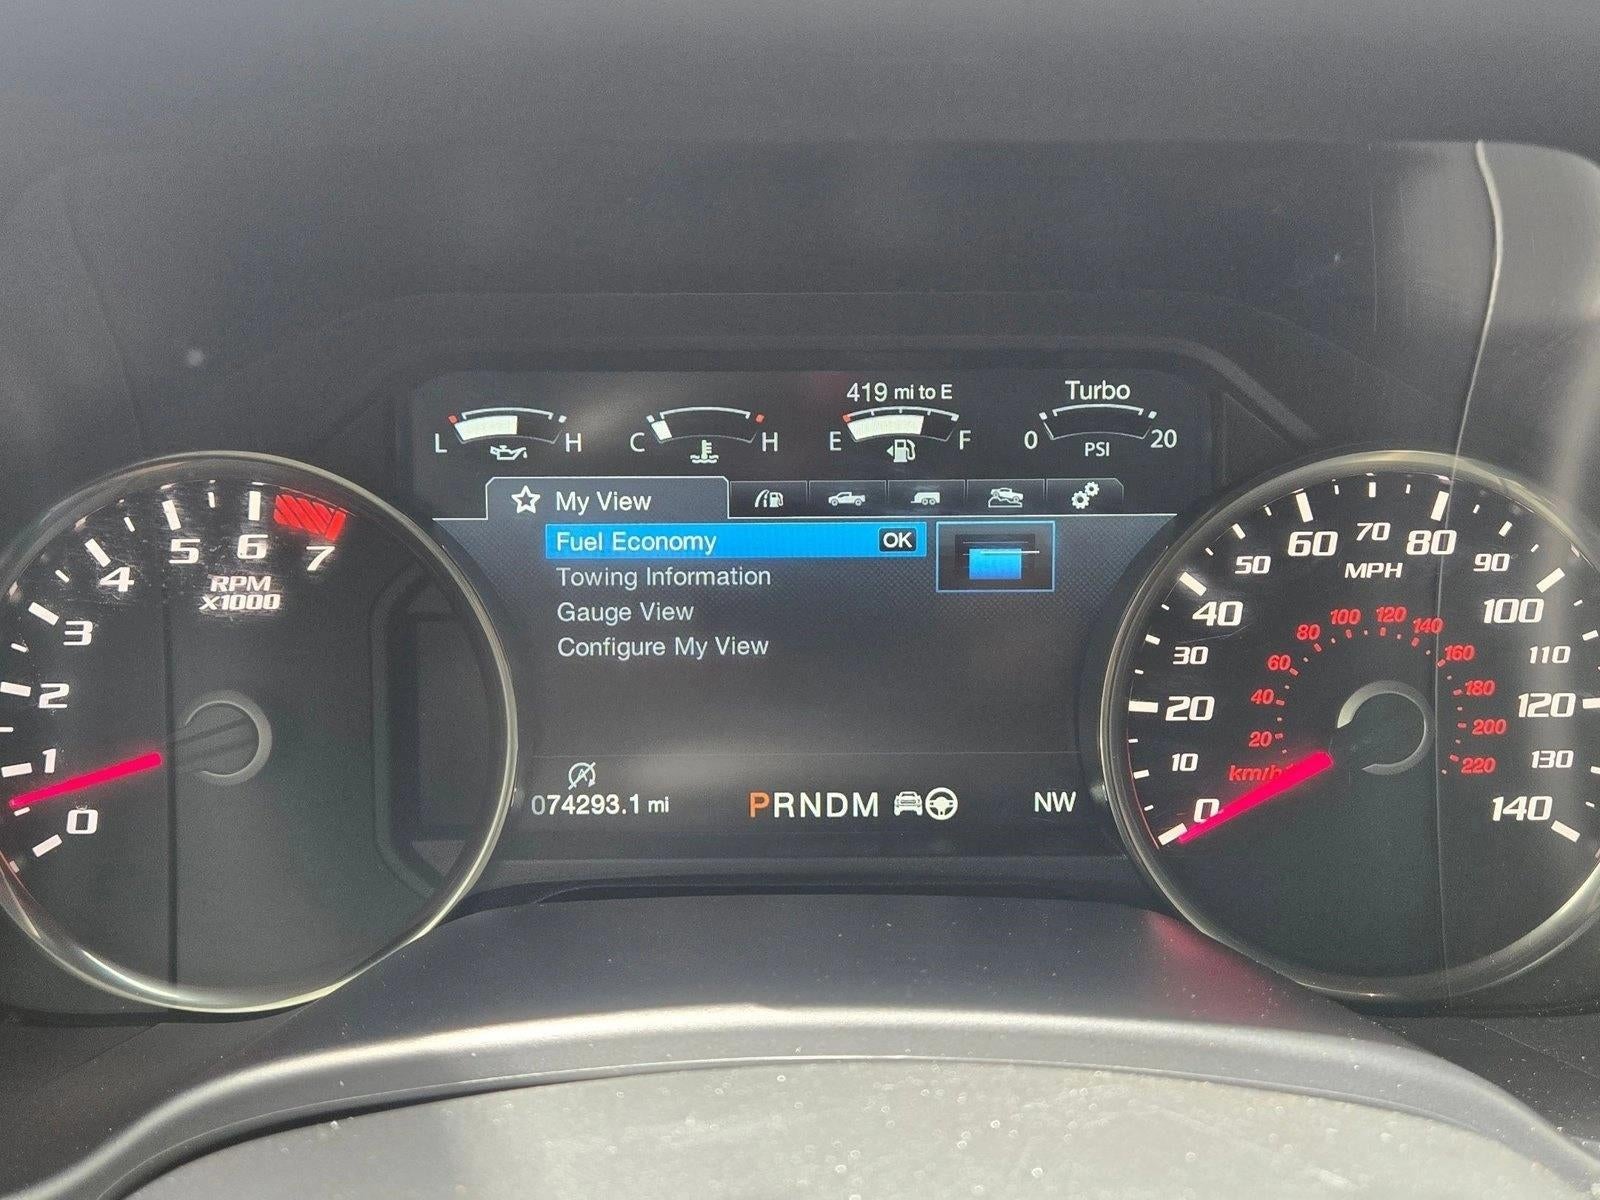 419 mi to E
Turbo
L H
C H
E F
0 20
PSI
My View
Fuel Economy OK
Towing Information
Gauge View
Configure My View
A
074293.1 mi
PRNDM
NW
0
1
2
3
4
5
6
7
RPM
X1000
0
10
20
30
40
50
60
70
80
90
100
110
120
130
140
MPH
km/h
20
40
60
80
100
120
140
160
180
200
220